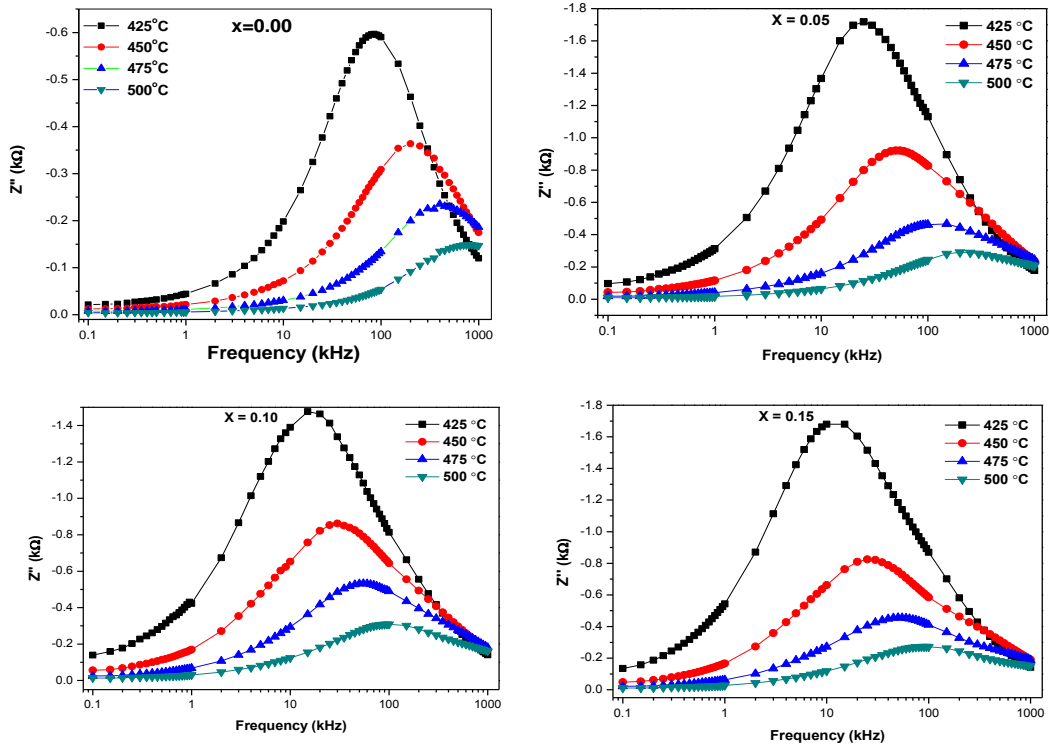 x=0.00
425°C
450°C
475°C
500°C
-0.6
-0.5
-0.4
-0.3
-0.2
-0.1
0.0
Z'' (kΩ)
0.1 1 10 100 1000
Frequency (kHz)
X = 0.05
425 °C
450 °C
475 °C
500 °C
-1.8
-1.6
-1.4
-1.2
-1.0
-0.8
-0.6
-0.4
-0.2
0.0
Z'' (kΩ)
0.1 1 10 100 1000
Frequency (kHz)
X = 0.10
425 °C
450 °C
475 °C
500 °C
-1.4
-1.2
-1.0
-0.8
-0.6
-0.4
-0.2
0.0
Z'' (kΩ)
0.1 1 10 100 1000
Frequency (kHz)
X = 0.15
425 °C
450 °C
475 °C
500 °C
-1.8
-1.6
-1.4
-1.2
-1.0
-0.8
-0.6
-0.4
-0.2
0.0
Z'' (kΩ)
0.1 1 10 100 1000
Frequency (kHz)